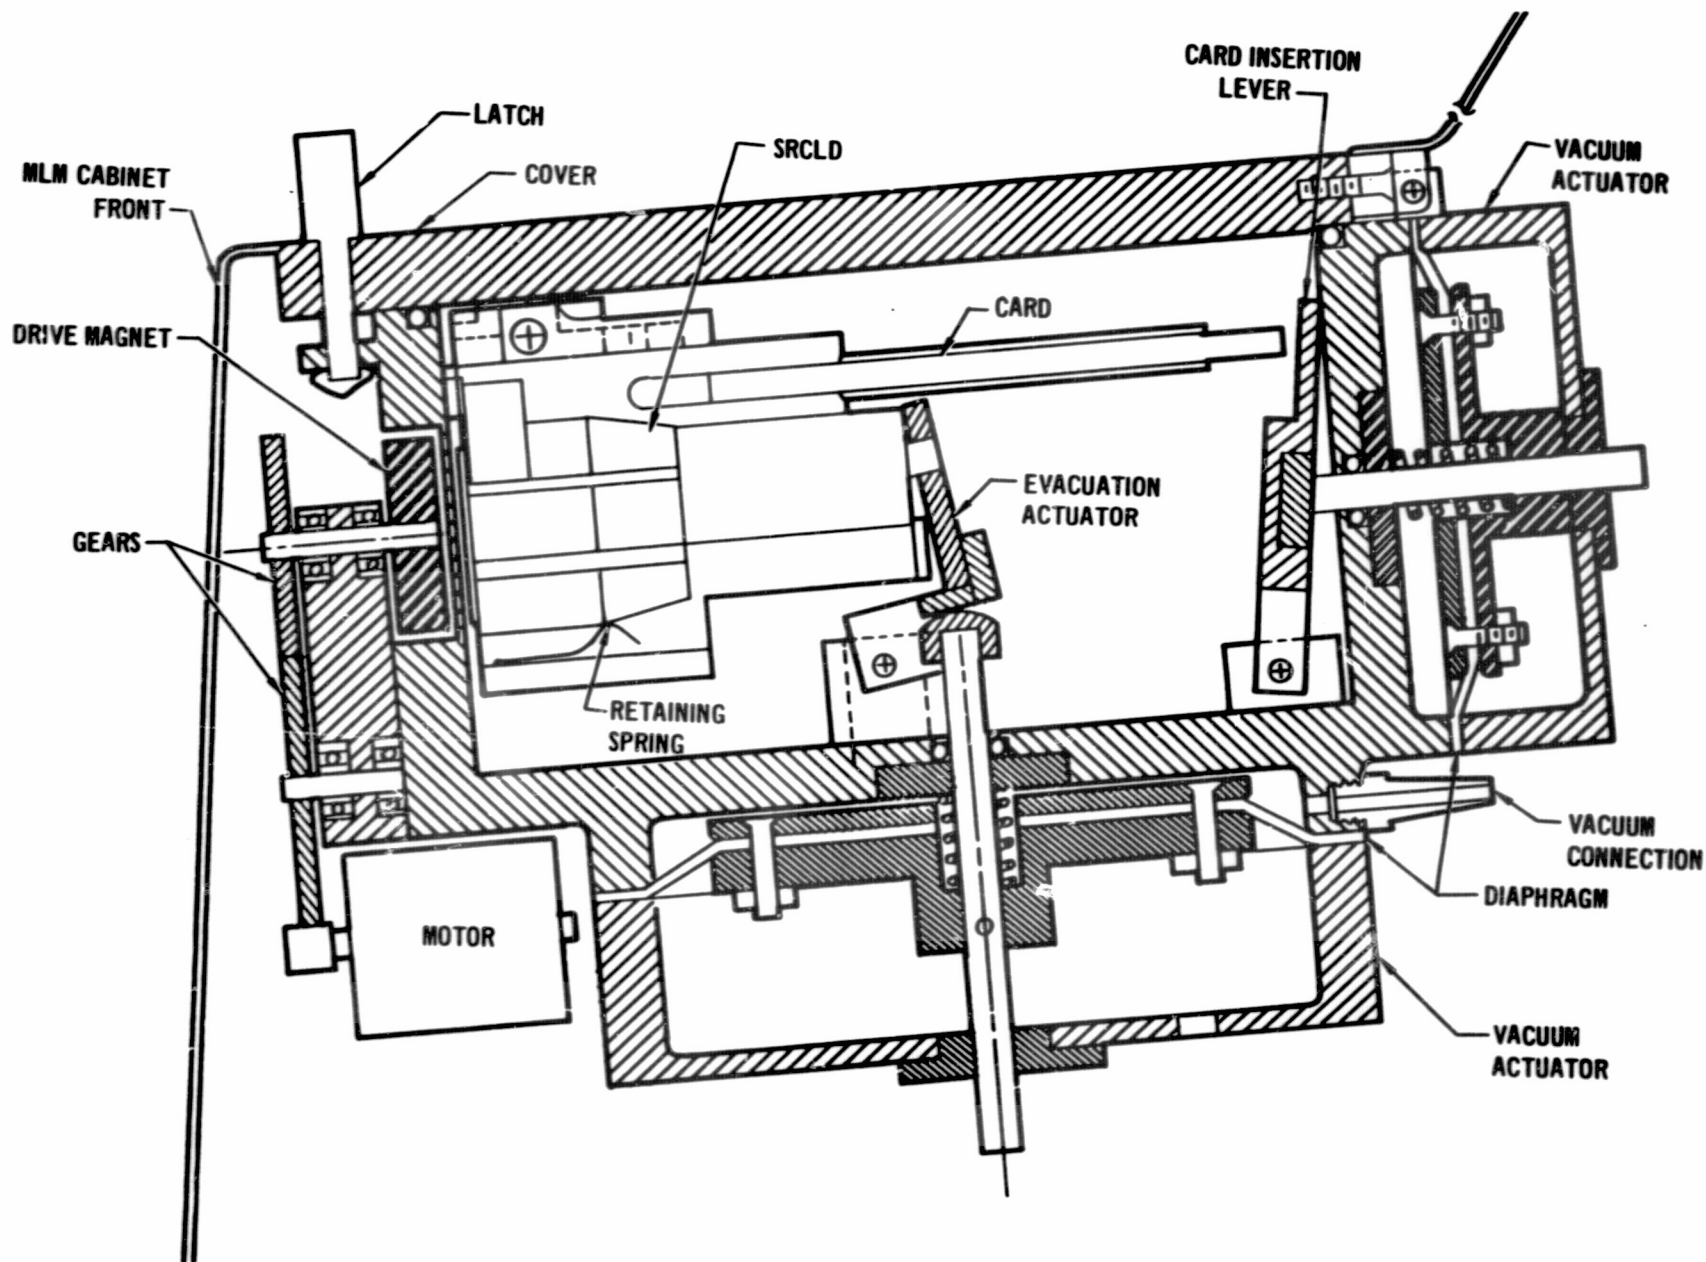 CARD INSERTION
LEVER
LATCH
SRCLD
VACUUM
ACTUATOR
MLM CABINET
FRONT
COVER
CARD
DRIVE MAGNET
EVACUATION
ACTUATOR
GEARS
RETAINING
SPRING
VACUUM
CONNECTION
DIAPHRAGM
MOTOR
VACUUM
ACTUATOR